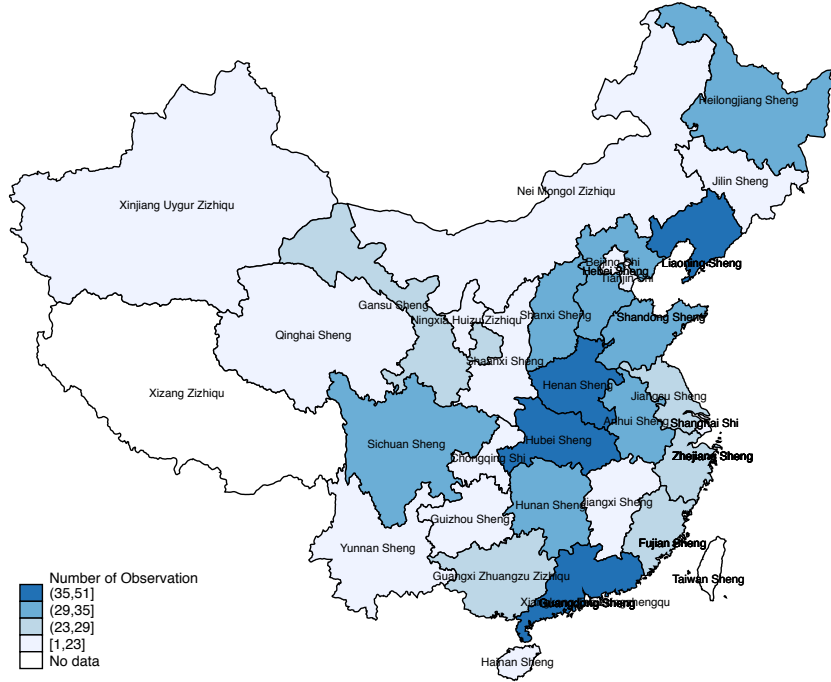 Heilongjiang Sheng
Jilin Sheng
Nei Mongol Zizhiqu
Xinjiang Uygur Zizhiqu
Beijing Shi
Liaoning Sheng
Hebei Sheng
Tianjin Shi
Gansu Sheng
Shanxi Sheng
Shandong Sheng
Ningxia Huizu Zizhiqu
Qinghai Sheng
Shaanxi Sheng
Henan Sheng
Xizang Zizhiqu
Jiangsu Sheng
Anhui Sheng
Shanghai Shi
Hubei Sheng
Sichuan Sheng
Chongqing Shi
Zhejiang Sheng
Hunan Sheng
Jiangxi Sheng
Guizhou Sheng
Fujian Sheng
Yunnan Sheng
Guangxi Zhuangzu Zizhiqu
Taiwan Sheng
Guangdong Sheng
Hainan Sheng
Number of Observation
(35,51]
(29,35]
(23,29]
[1,23]
No data